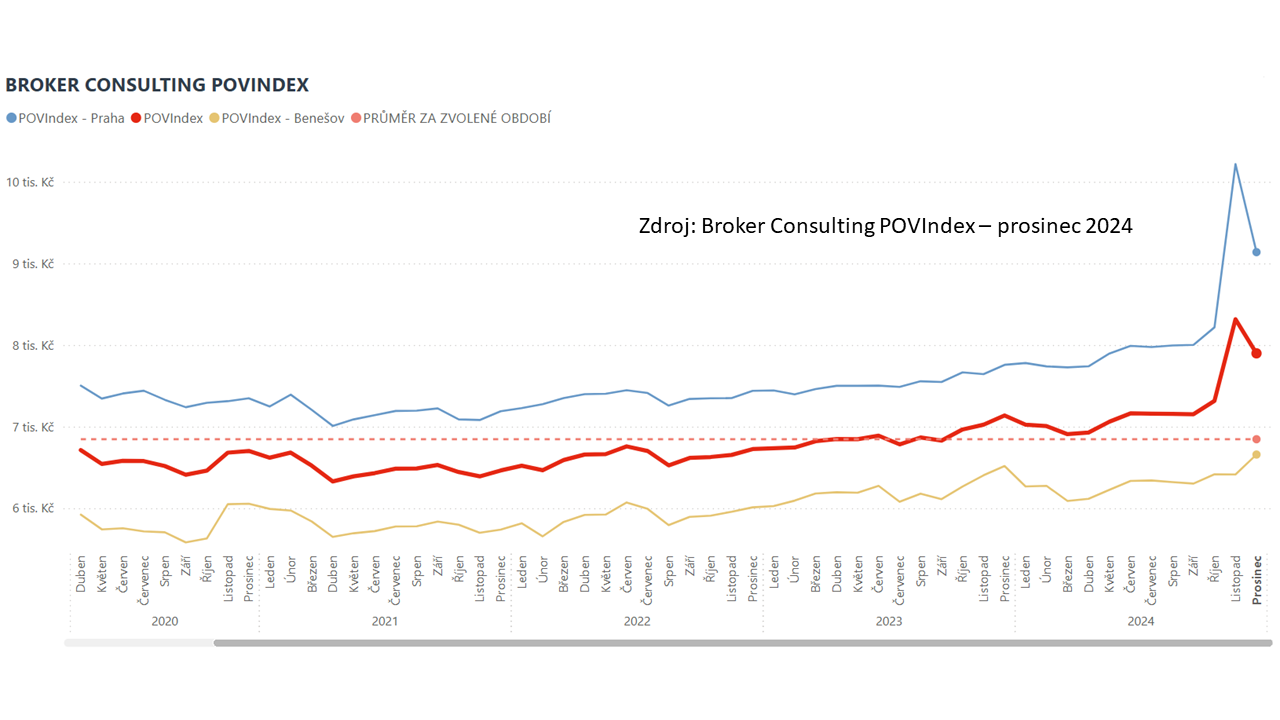 BROKER CONSULTING POVINDEX
POVIndex - Praha POVIndex POVIndex - Benešov PRŮMĚR ZA ZVOLENÉ OBDOBÍ
10 tis. Kč
Zdroj: Broker Consulting POVIndex – prosinec 2024
9 tis. Kč
8 tis. Kč
7 tis. Kč
6 tis. Kč
Duben Květen Červen Červenec Srpen Září Říjen Listopad Prosinec Leden Únor Březen Duben Květen Červen Červenec Srpen Září Říjen Listopad Prosinec Leden Únor Březen Duben Květen Červen Červenec Srpen Září Říjen Listopad Prosinec Leden Únor Březen Duben Květen Červen Červenec Srpen Září Říjen Listopad Prosinec Leden Únor Březen Duben Květen Červen Červenec Srpen Září Říjen Listopad Prosinec
2020 2021 2022 2023 2024